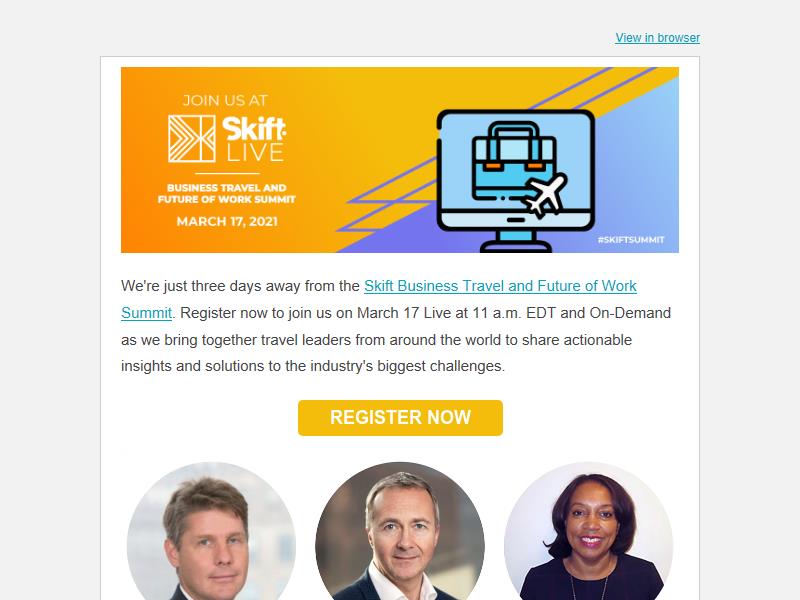 View in browser
JOIN US AT
Skift
LIVE
BUSINESS TRAVEL AND
FUTURE OF WORK SUMMIT
MARCH 17, 2021
#SKIFTSUMMIT
We're just three days away from the Skift Business Travel and Future of Work
Summit. Register now to join us on March 17 Live at 11 a.m. EDT and On-Demand
as we bring together travel leaders from around the world to share actionable
insights and solutions to the industry's biggest challenges.
REGISTER NOW